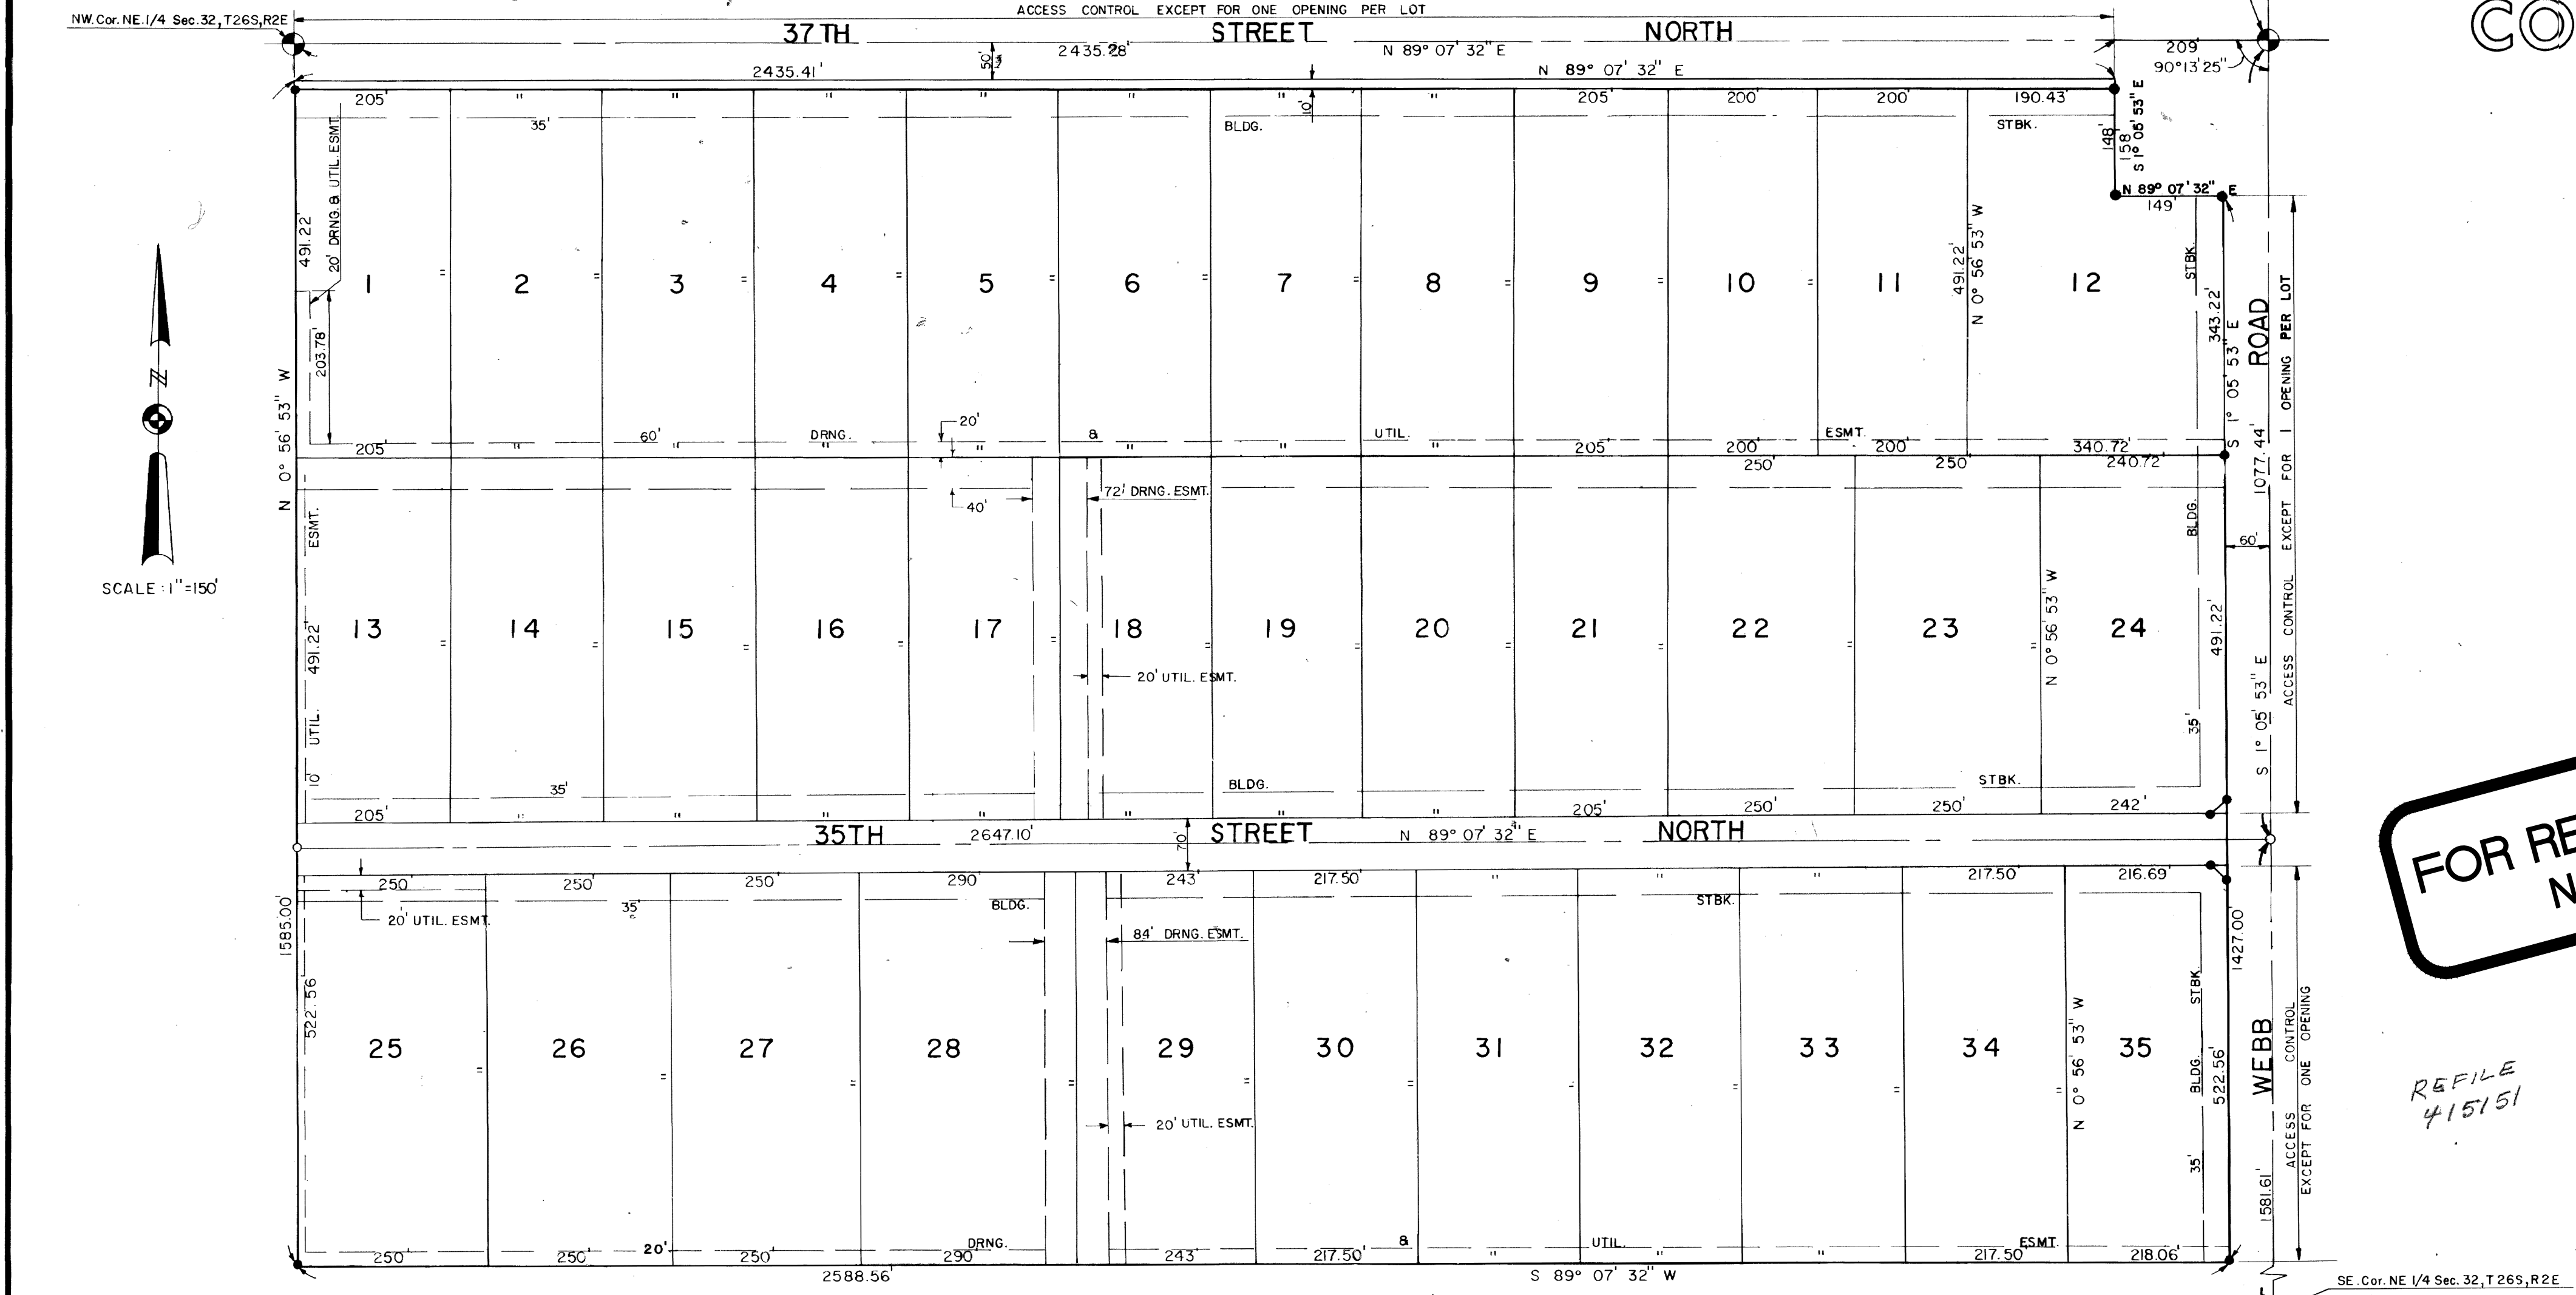 CO
ACCESS CONTROL EXCEPT FOR ONE OPENING PER LOT
NW. Cor. NE. 1/4 Sec. 32, T26S, R2E
37TH STREET NORTH
2435.28' N 89° 07' 32" E
209'
90°13'25"
50'
2435.41' N 89° 07' 32" E
205' " " " " " " " 205' 200' 200' 190.43'
35' BLDG. STBK.
10'
148'
158'
S 1° 05' 53" E
N 89° 07' 32" E
149'
20' DRNG. & UTIL. ESMT.
491.22'
203.78'
N 0° 56' 53" W
1 2 3 4 5 6 7 8 9 10 11 12
" " " " " " " " " "
491.22'
N 0° 56' 53" W
STBK.
343.22'
S 1° 05' 53" E
ROAD
ACCESS CONTROL EXCEPT FOR 1 OPENING PER LOT
1077.44'
S 1° 05' 53" E
N
SCALE : 1"=150'
60' DRNG. & UTIL. ESMT.
20'
205' " " " " " " " 205' 200' 200' 340.72'
250' 250' 240.72'
40'
72' DRNG. ESMT.
BLDG.
60'
10' UTIL. ESMT.
491.22'
13 14 15 16 17 18 19 20 21 22 23 24
" " " " " " " " " " "
N 0° 56' 53" W
491.22'
20' UTIL. ESMT.
35'
35' BLDG. STBK.
205' " " " " " " " 205' 250' 250' 242'
35TH STREET NORTH
2647.10' N 89° 07' 32" E
70'
250' 250' 250' 290' 243' 217.50' " " " 217.50' 216.69'
20' UTIL. ESMT.
35' BLDG. STBK.
84' DRNG. ESMT.
1585.00'
522.56'
25 26 27 28 29 30 31 32 33 34 35
" " " " " " " " " "
N 0° 56' 53" W
35' BLDG. STBK.
522.56'
1427.00'
WEBB
1581.61'
ACCESS CONTROL
EXCEPT FOR ONE OPENING
20' UTIL. ESMT.
20' DRNG. & UTIL. ESMT.
250' 250' 250' 290' 243' 217.50' " " " 217.50' 218.06'
2588.56' S 89° 07' 32" W
SE. Cor. NE 1/4 Sec. 32, T26S, R2E
FOR RE
N
REFILE
415151